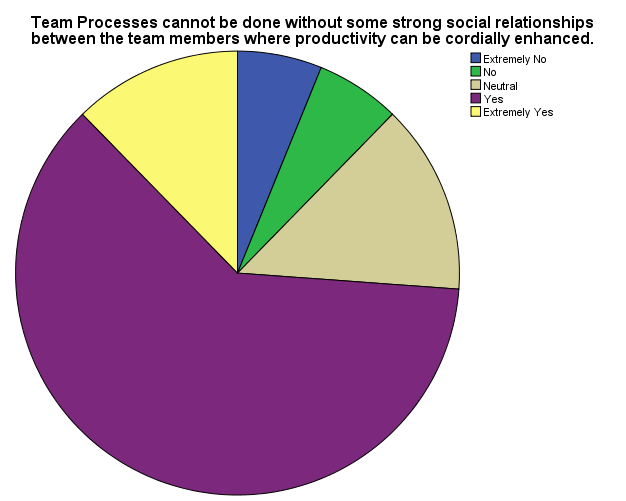 Team Processes cannot be done without some strong social relationships
between the team members where productivity can be cordially enhanced.
Extremely No
No
Neutral
Yes
Extremely Yes